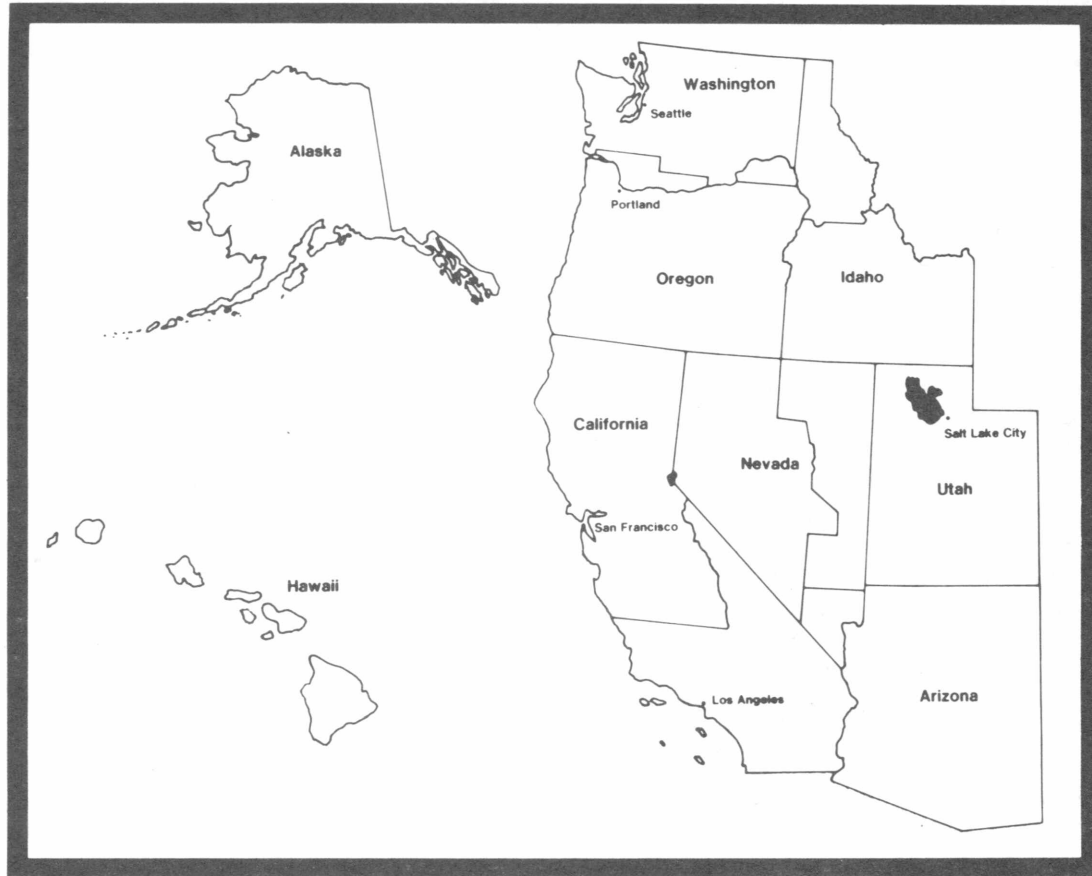 Washington
Seattle
Alaska
Portland
Oregon
Idaho
California
Salt Lake City
Nevada
Utah
San Francisco
Hawaii
Arizona
Los Angeles